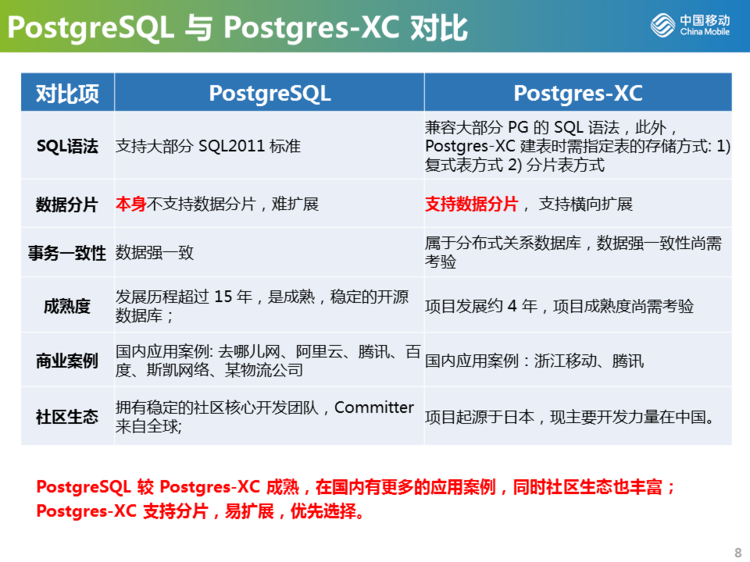 PostgreSQL 与 Postgres-XC 对比
中国移动
China Mobile
对比项
PostgreSQL
Postgres-XC
SQL语法
支持大部分 SQL2011 标准
兼容大部分 PG 的 SQL 语法，此外，
Postgres-XC 建表时需指定表的存储方式: 1)
复式表方式 2) 分片表方式
数据分片
本身不支持数据分片，难扩展
支持数据分片， 支持横向扩展
事务一致性
数据强一致
属于分布式关系数据库，数据强一致性尚需
考验
成熟度
发展历程超过 15 年，是成熟，稳定的开源
数据库；
项目发展约 4 年，项目成熟度尚需考验
商业案例
国内应用案例: 去哪儿网、阿里云、腾讯、百
度、斯凯网络、某物流公司
国内应用案例：浙江移动、腾讯
社区生态
拥有稳定的社区核心开发团队，Committer
来自全球;
项目起源于日本，现主要开发力量在中国。
PostgreSQL 较 Postgres-XC 成熟，在国内有更多的应用案例，同时社区生态也丰富；
Postgres-XC 支持分片，易扩展，优先选择。
8